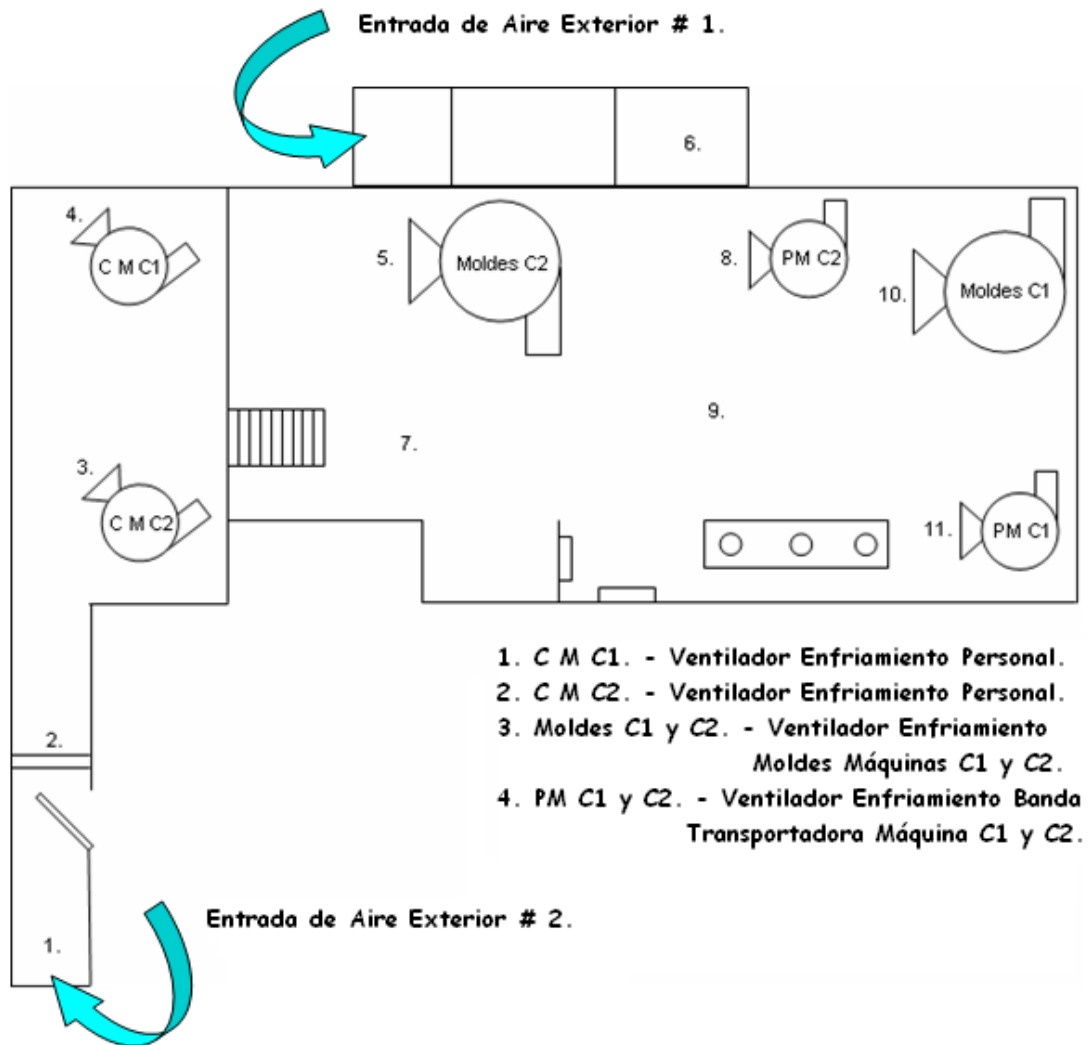 Entrada de Aire Exterior # 1.
6.
4.
C M C1
5.
Moldes C2
8.
PM C2
10.
Moldes C1
9.
7.
3.
C M C2
11.
PM C1
1. C M C1. - Ventilador Enfriamiento Personal.
2. C M C2. - Ventilador Enfriamiento Personal.
3. Moldes C1 y C2. - Ventilador Enfriamiento
Moldes Máquinas C1 y C2.
4. PM C1 y C2. - Ventilador Enfriamiento Banda
Transportadora Máquina C1 y C2.
2.
Entrada de Aire Exterior # 2.
1.